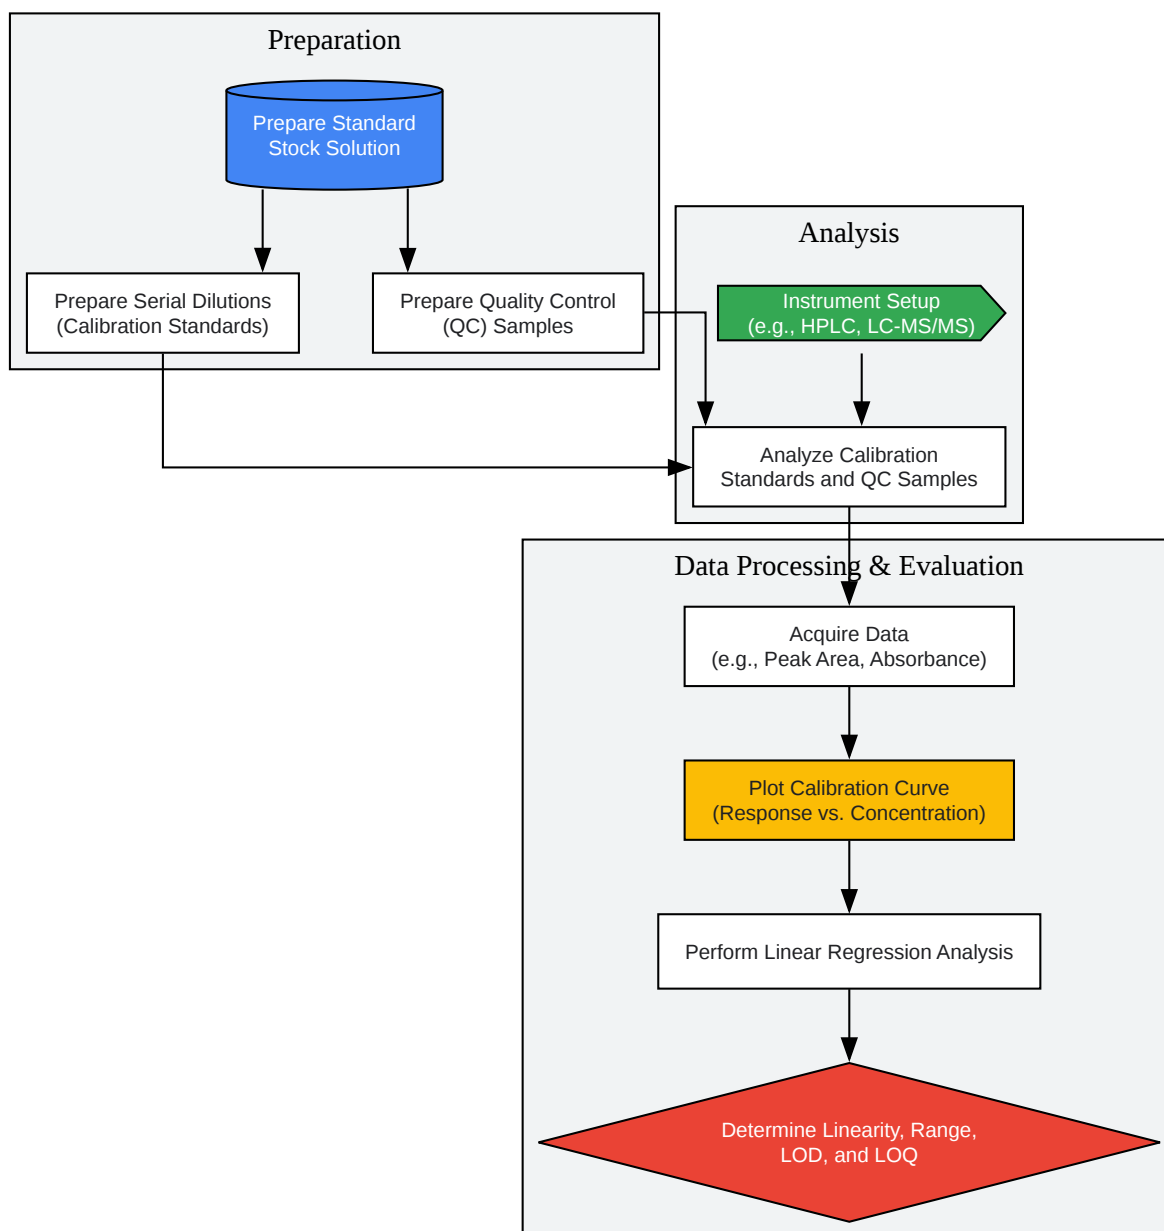 Preparation
Prepare Standard
Stock Solution
Prepare Serial Dilutions
(Calibration Standards)
Prepare Quality Control
(QC) Samples
Analysis
Instrument Setup
(e.g., HPLC, LC-MS/MS)
Analyze Calibration
Standards and QC Samples
Data Processing & Evaluation
Acquire Data
(e.g., Peak Area, Absorbance)
Plot Calibration Curve
(Response vs. Concentration)
Perform Linear Regression Analysis
Determine Linearity, Range,
LOD, and LOQ